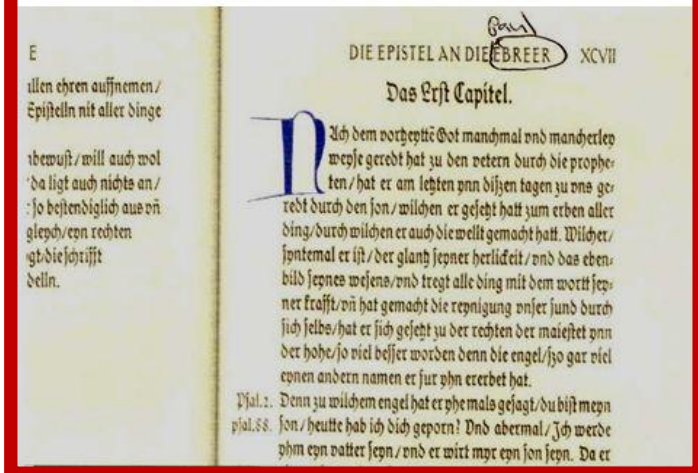 E
allen ehren auffnemen/
Epistelln nit aller dinge
bewust/will auch wol
da ligt auch nichts an/
so bestendiglich aus vñ
gleych/eyn rechten
gt/die schrifft
delln.
Paul
DIE EPISTEL AN DIE EBREER XCVII
Das Erst Capitel.
NAch dem vortzeyttẽ Got manchmal vnd mancherley
weyse geredt hat zu den vetern durch die prophe-
ten/hat er am letzten ynn diszen tagen zu vns ge-
redt durch den son/wilchen er gesetzt hatt zum erben aller
ding/durch wilchen er auch die wellt gemacht hatt. Wilcher/
syntemal er ist/der glantz seyner herlickeit/vnd das eben-
bild seynes wesens/vnd tregt alle ding mit dem wortt sey-
ner krafft/vñ hat gemacht die reynigung vnser sund durch
sich selbs/hat er sich gesetzt zu der rechten der maiestet ynn
der hohe/so viel besser worden denn die engel/szo gar viel
eynen andern namen er fur yhn ererbet hat.
Psal.2. Denn zu wilchem engel hat er yhe mals gesagt/du bist meyn
psal.88. son/heutte hab ich dich geporn? Vnd abermal/Ich werde
yhm eyn vatter seyn/vnd er wirt myr eyn son seyn. Da er